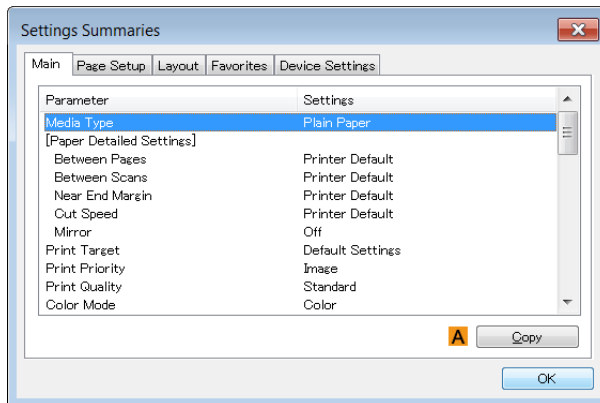 Settings Summaries
Main Page Setup Layout Favorites Device Settings
Parameter Settings
Media Type Plain Paper
[Paper Detailed Settings]
Between Pages Printer Default
Between Scans Printer Default
Near End Margin Printer Default
Cut Speed Printer Default
Mirror Off
Print Target Default Settings
Print Priority Image
Print Quality Standard
Color Mode Color
A Copy
OK